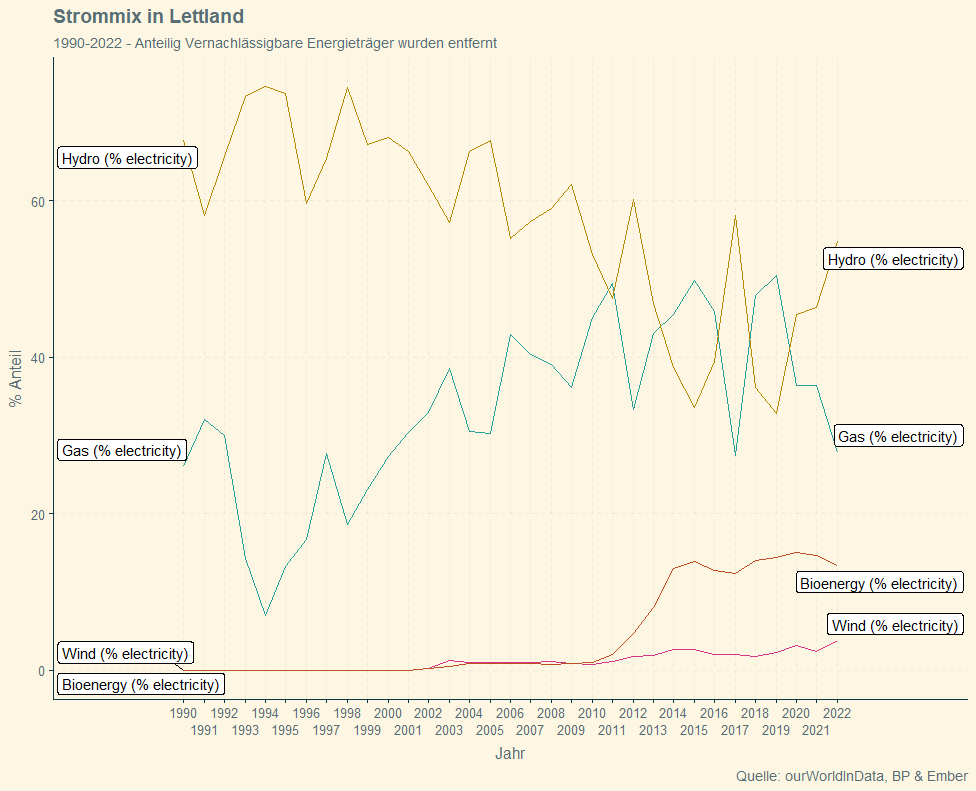 Strommix in Lettland
1990-2022 - Anteilig Vernachlässigbare Energieträger wurden entfernt
Hydro (% electricity)
60
Hydro (% electricity)
40
% Anteil
Gas (% electricity)
Gas (% electricity)
20
Bioenergy (% electricity)
Wind (% electricity)
Wind (% electricity)
0
Bioenergy (% electricity)
1990 1992 1994 1996 1998 2000 2002 2004 2006 2008 2010 2012 2014 2016 2018 2020 2022
1991 1993 1995 1997 1999 2001 2003 2005 2007 2009 2011 2013 2015 2017 2019 2021
Jahr
Quelle: ourWorldInData, BP & Ember